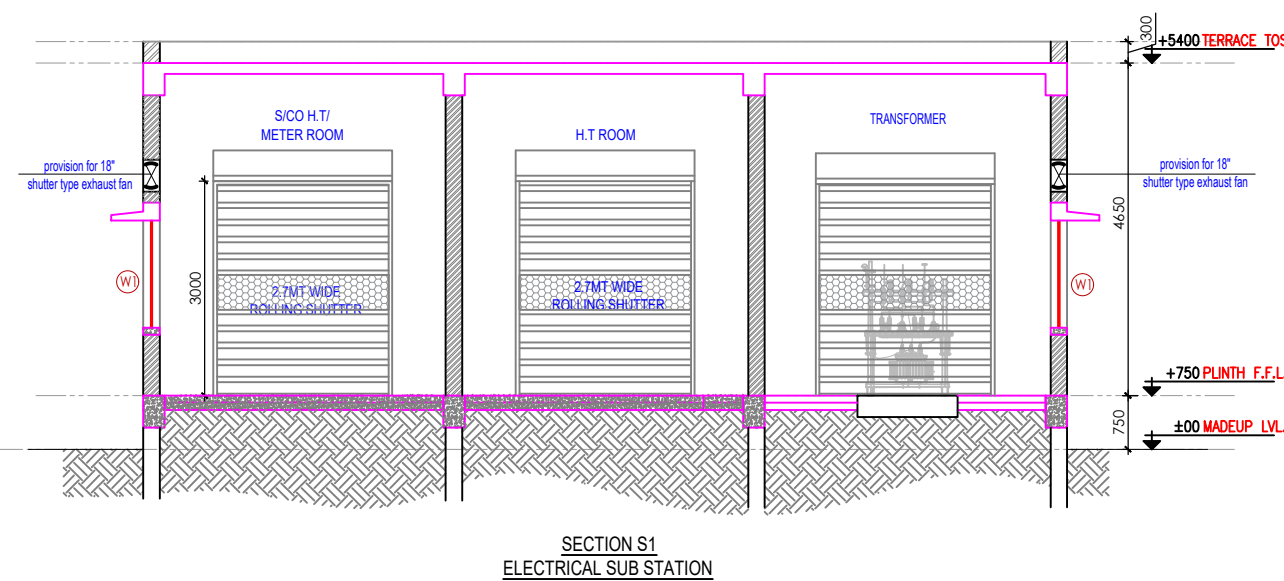 300
+5400 TERRACE TOS
S/CO H.T/
METER ROOM
H.T ROOM
TRANSFORMER
provision for 18"
shutter type exhaust fan
provision for 18"
shutter type exhaust fan
4650
W1
3000
2.7MT WIDE
ROLLING SHUTTER
2.7MT WIDE
ROLLING SHUTTER
W1
+750 PLINTH F.F.L.
750
±00 MADEUP LVL.
SECTION S1
ELECTRICAL SUB STATION